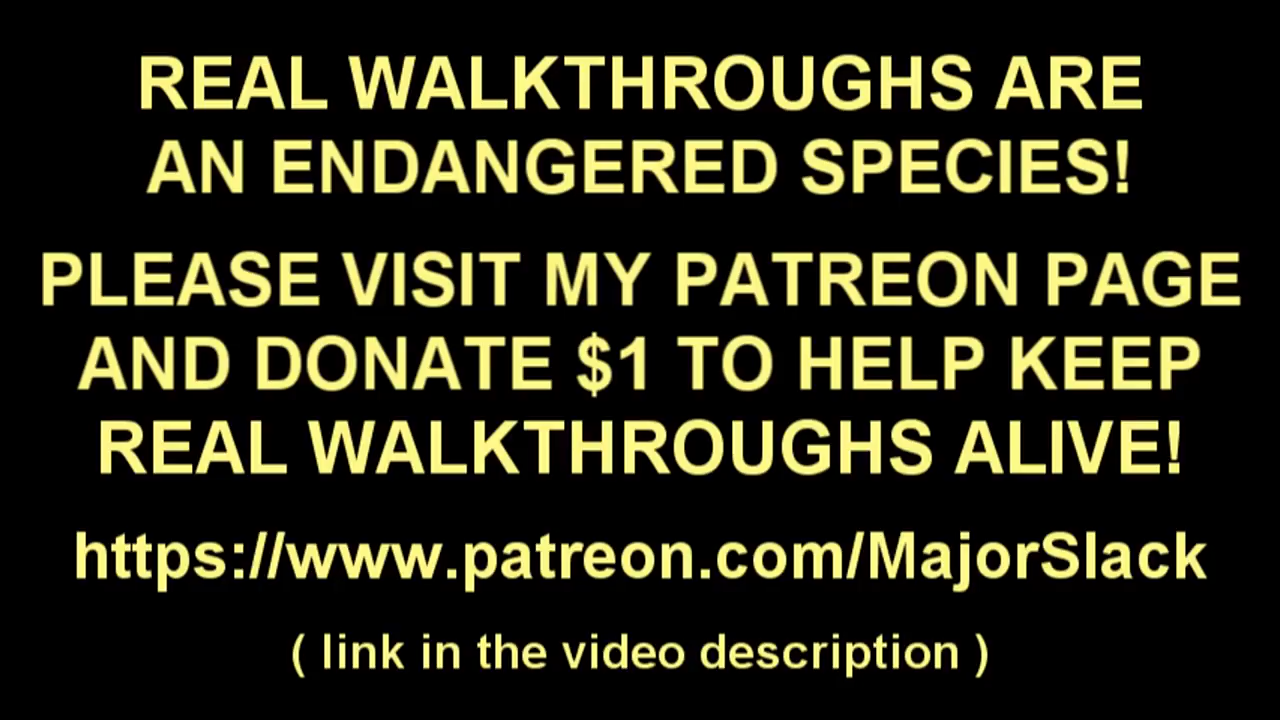 REAL WALKTHROUGHS ARE
AN ENDANGERED SPECIES!
PLEASE VISIT MY PATREON PAGE
AND DONATE $1 TO HELP KEEP
REAL WALKTHROUGHS ALIVE!
https://www.patreon.com/MajorSlack
( link in the video description )